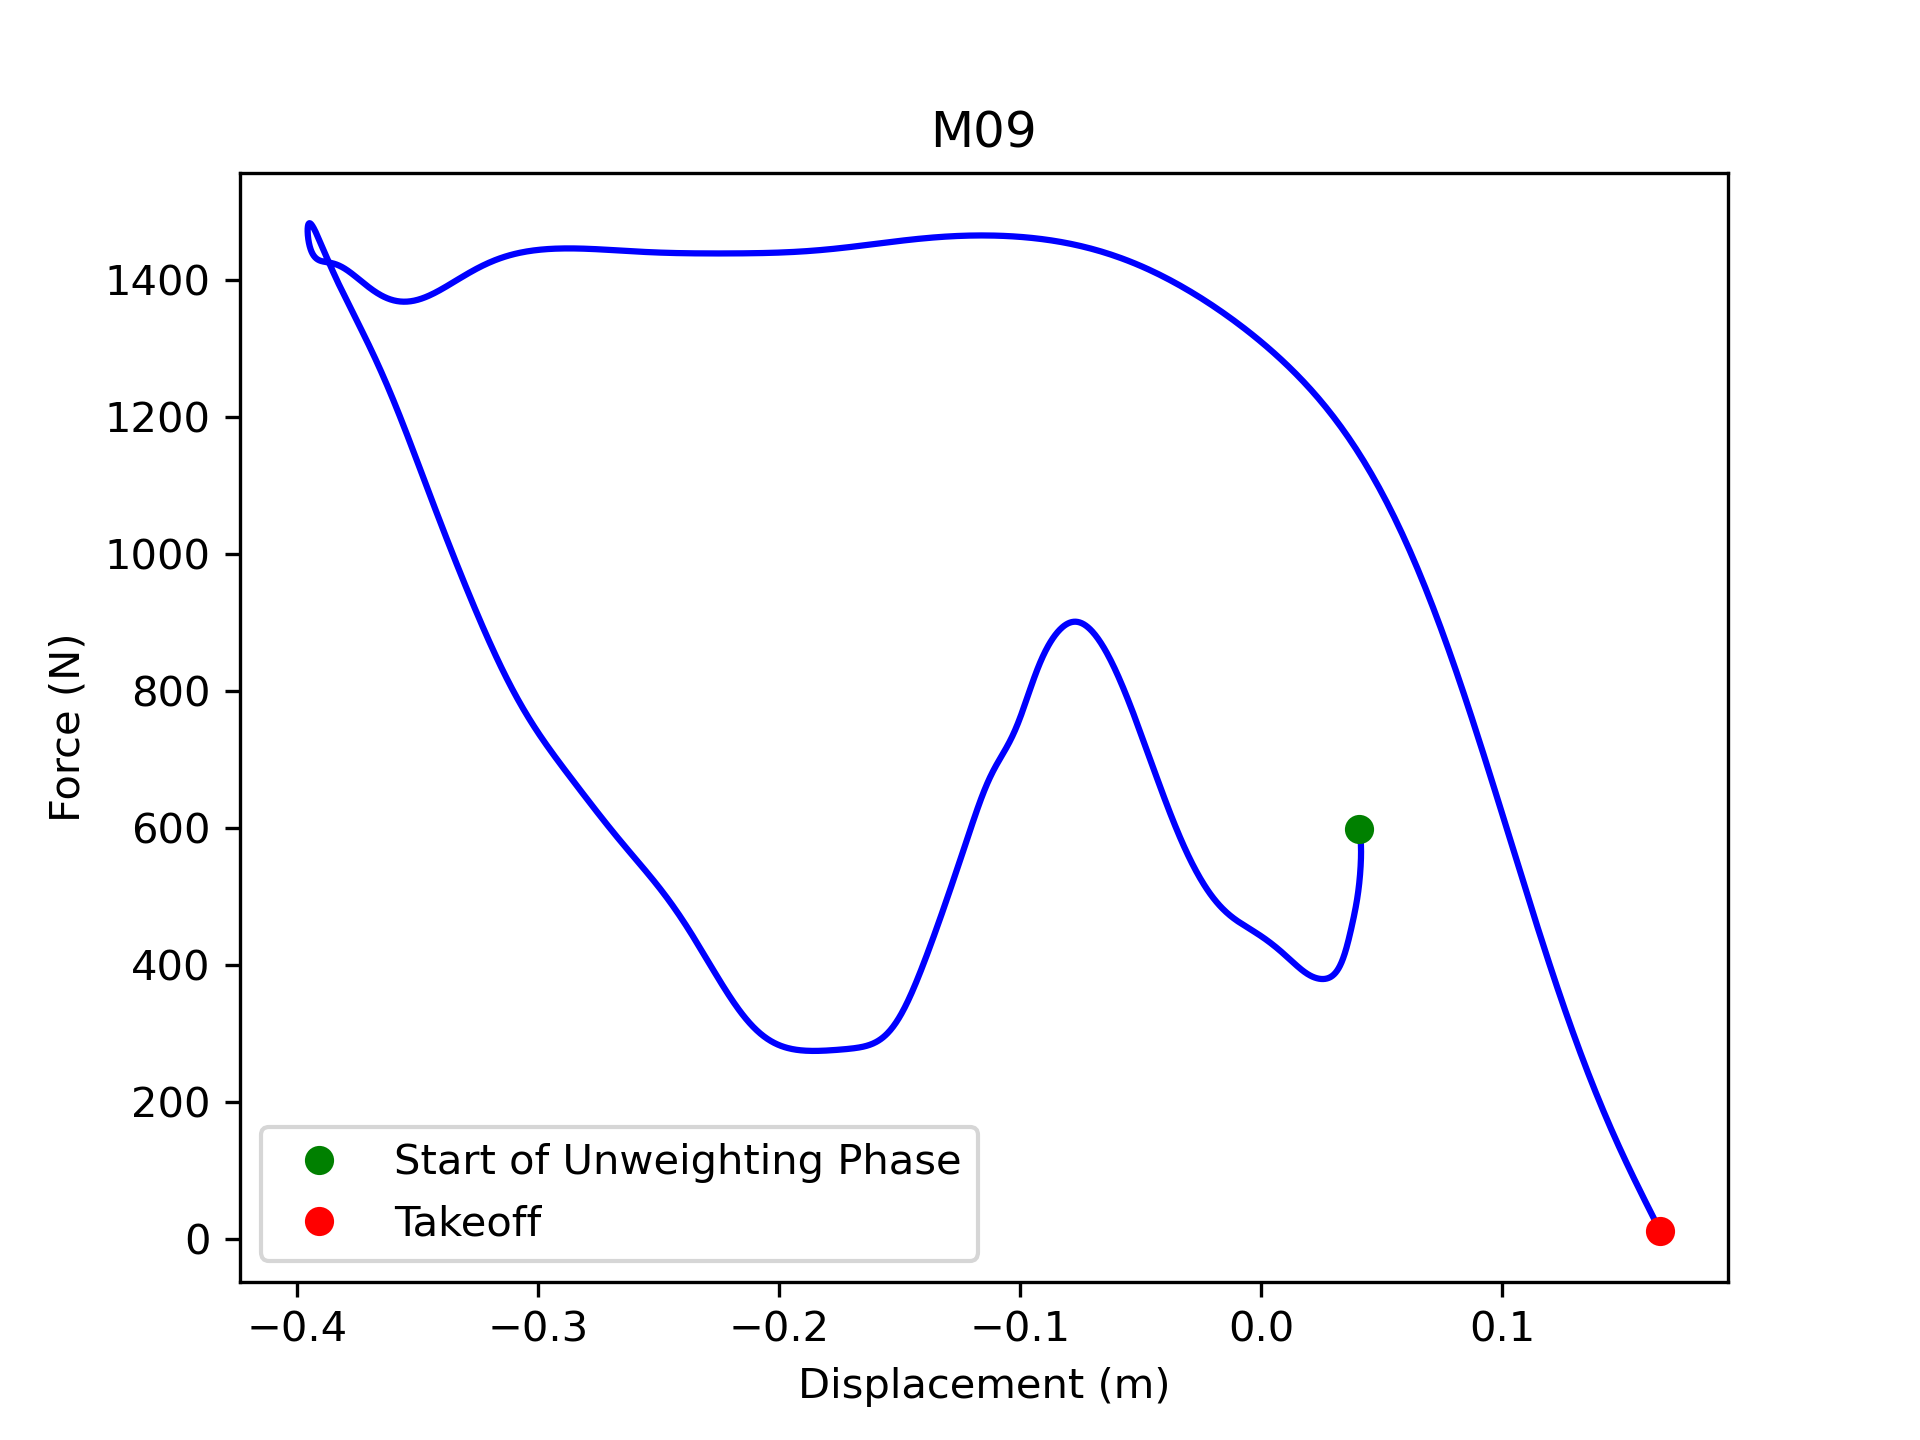 M09
Force (N)
1400
1200
1000
800
600
400
200
0
Start of Unweighting Phase
Takeoff
−0.4 −0.3 −0.2 −0.1 0.0 0.1
Displacement (m)